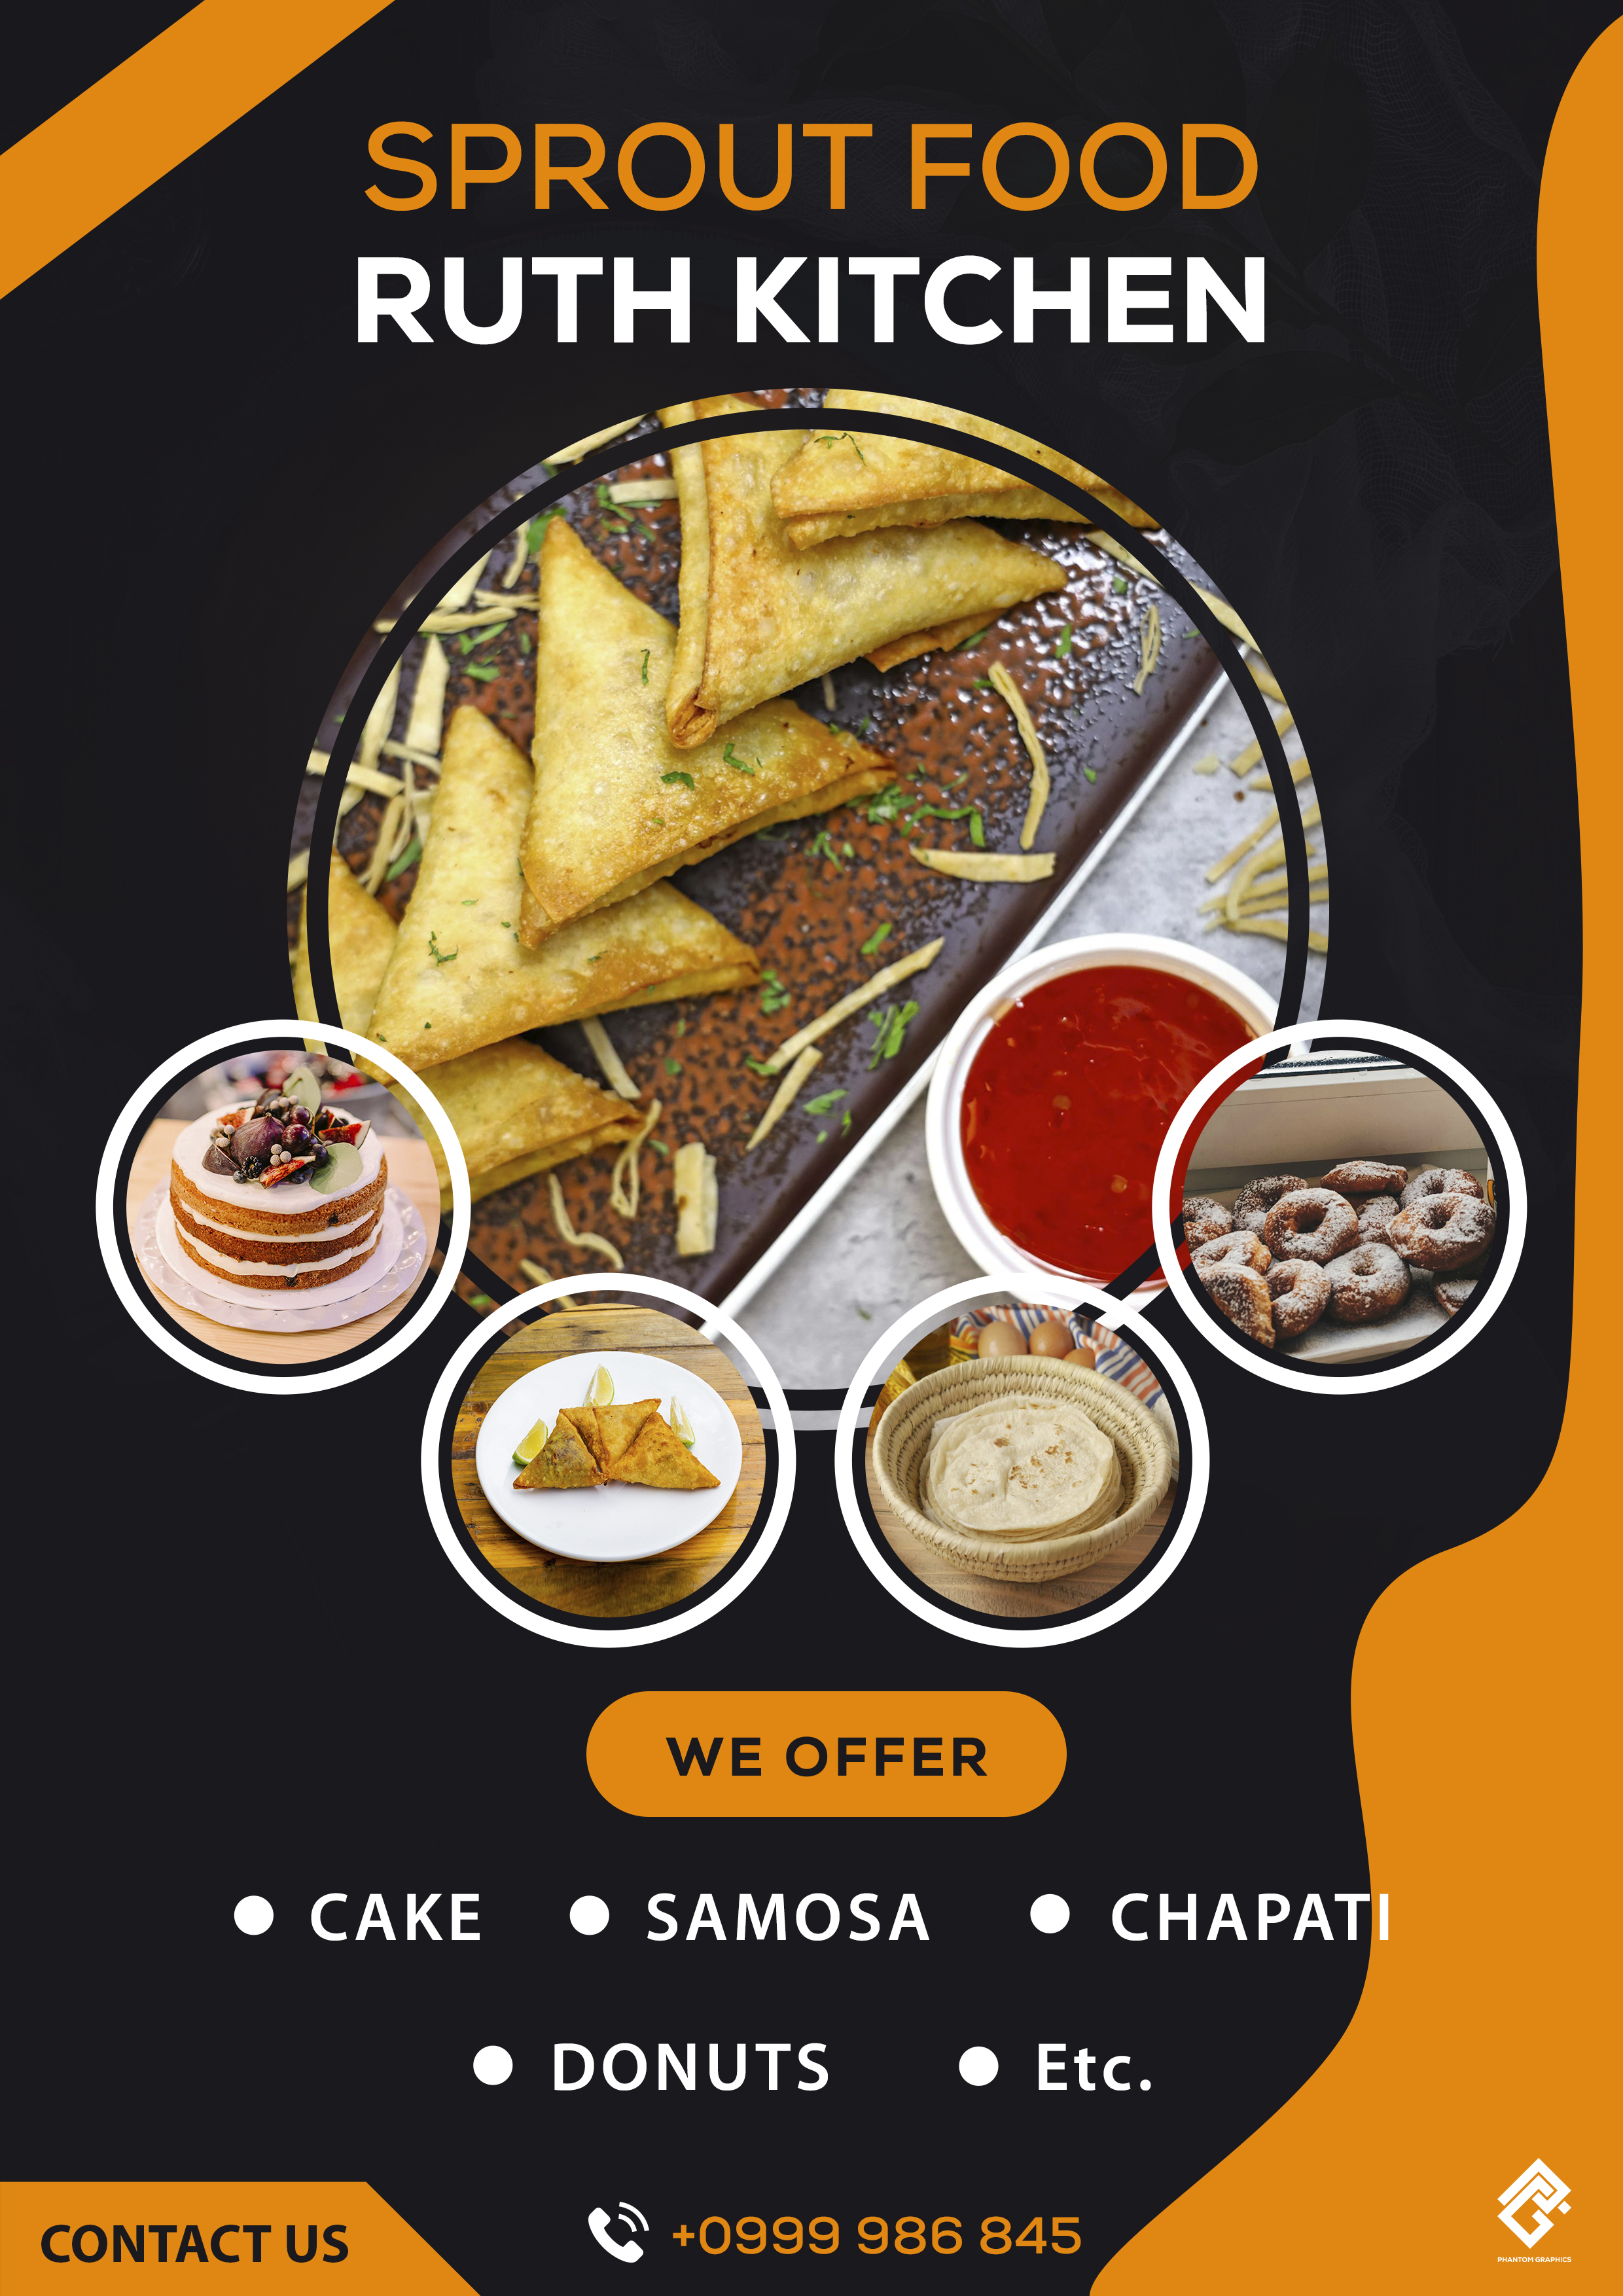 SPROUT FOOD
RUTH KITCHEN
WE OFFER
● CAKE ● SAMOSA ● CHAPATI
● DONUTS ● Etc.
CONTACT US
+0999 986 845
PHANTOM GRAPHICS